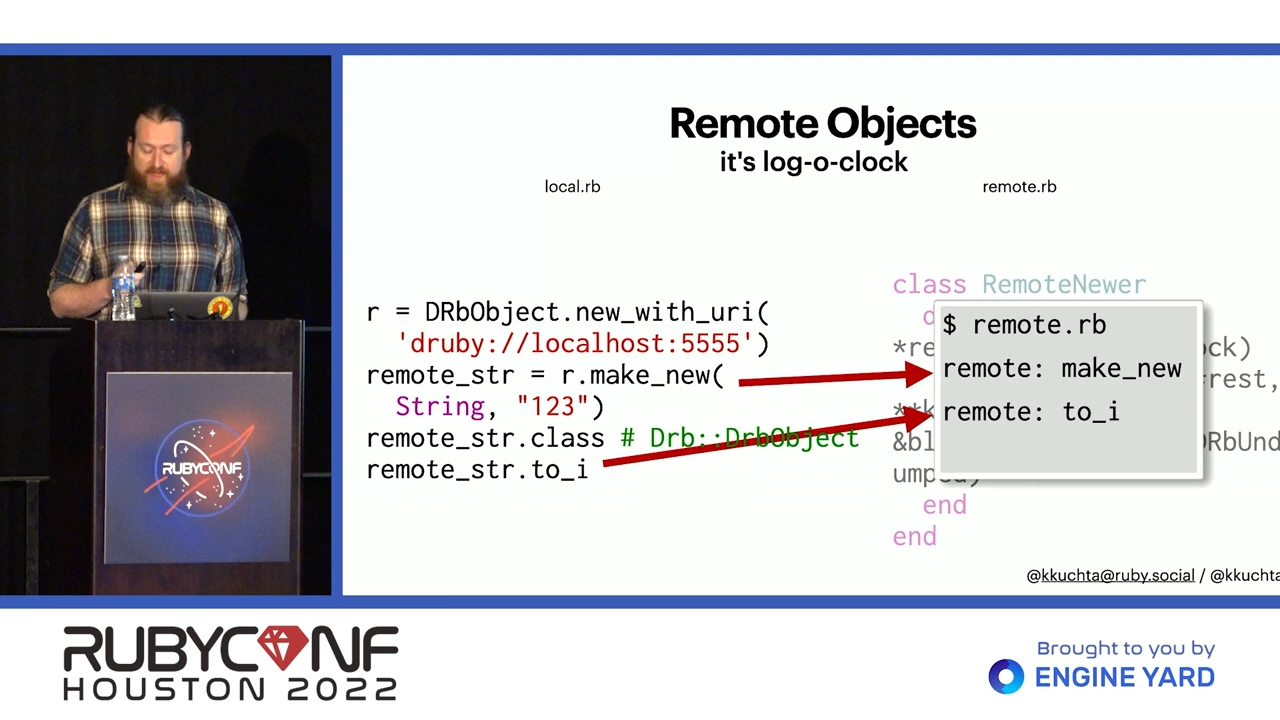 Remote Objects
it's log-o-clock
local.rb
remote.rb
r = DRbObject.new_with_uri(
'druby://localhost:5555')
remote_str = r.make_new(
String, "123")
remote_str.class # Drb::DrbObject
remote_str.to_i
class RemoteNewer
d
*re ock)
*rest,
**k
&bl DRbUnd
umped)
end
end
$ remote.rb
remote: make_new
remote: to_i
@kkuchta@ruby.social / @kkuchta
RUBYCONF
RUBYCONF
HOUSTON 2022
Brought to you by
ENGINE YARD